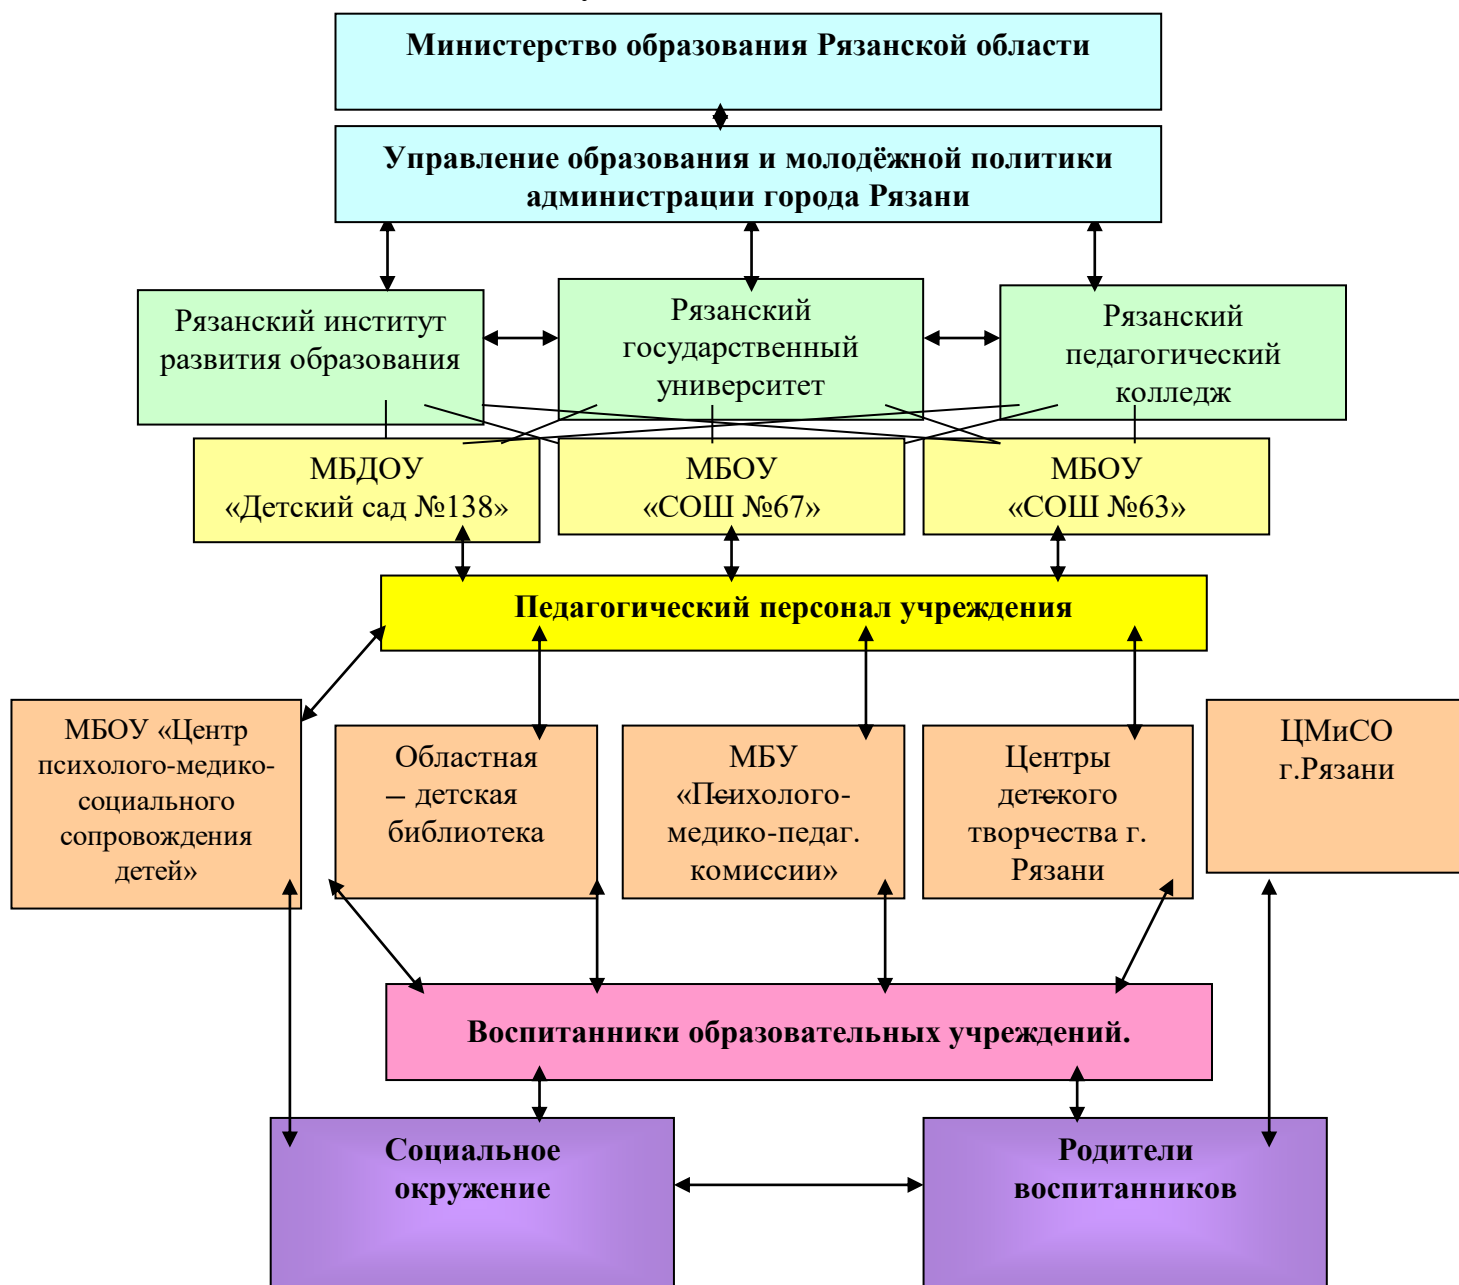 Министерство образования Рязанской области
Управление образования и молодёжной политики
администрации города Рязани
Рязанский институт
развития образования
Рязанский
государственный
университет
Рязанский
педагогический
колледж
МБДОУ
«Детский сад №138»
МБОУ
«СОШ №67»
МБОУ
«СОШ №63»
Педагогический персонал учреждения
МБОУ «Центр
психолого-медико-
социального
сопровождения
детей»
Областная
детская
библиотека
МБУ
«Психолого-
медико-педаг.
комиссии»
Центры
детского
творчества г.
Рязани
ЦМиСО
г.Рязани
Воспитанники образовательных учреждений.
Социальное
окружение
Родители
воспитанников